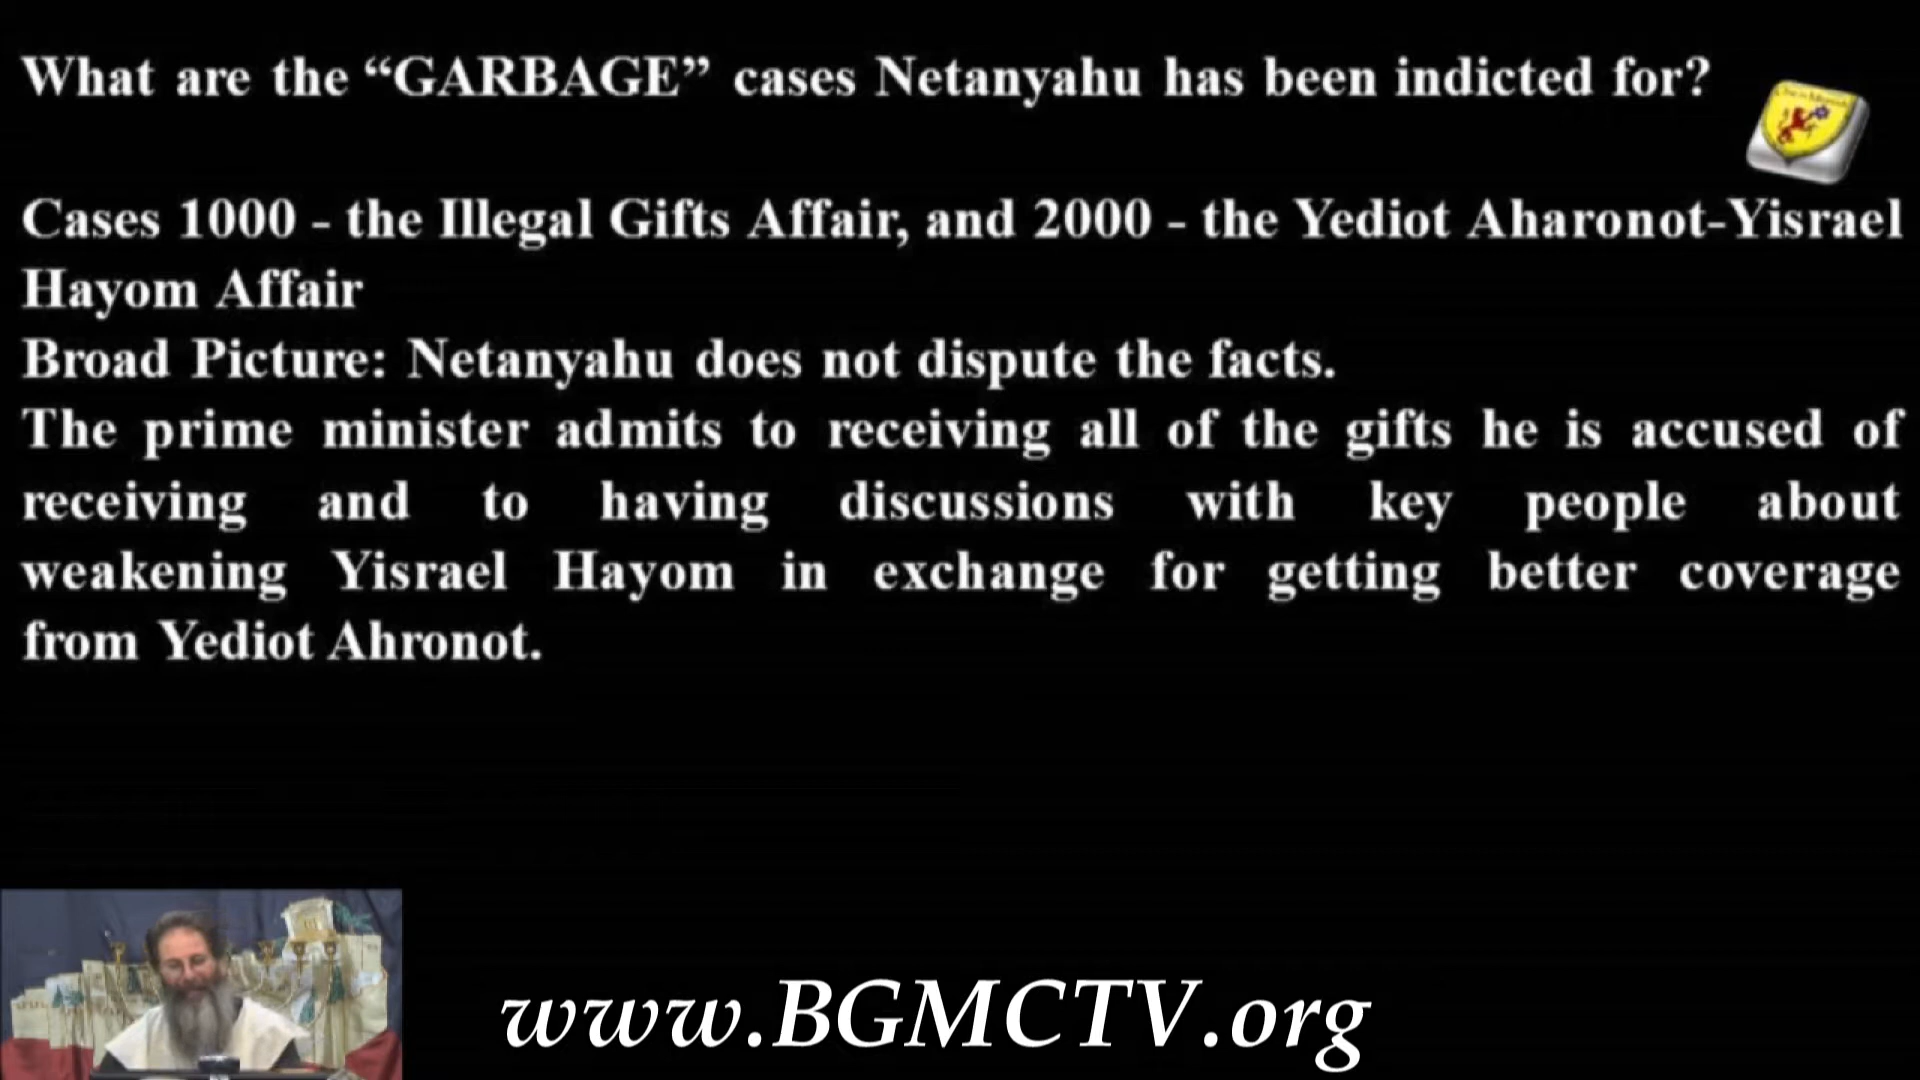 What are the “GARBAGE” cases Netanyahu has been indicted for?
Cases 1000 - the Illegal Gifts Affair, and 2000 - the Yediot Aharonot-Yisrael
Hayom Affair
Broad Picture: Netanyahu does not dispute the facts.
The prime minister admits to receiving all of the gifts he is accused of
receiving and to having discussions with key people about
weakening Yisrael Hayom in exchange for getting better coverage
from Yediot Ahronot.
www.BGMCTV.org